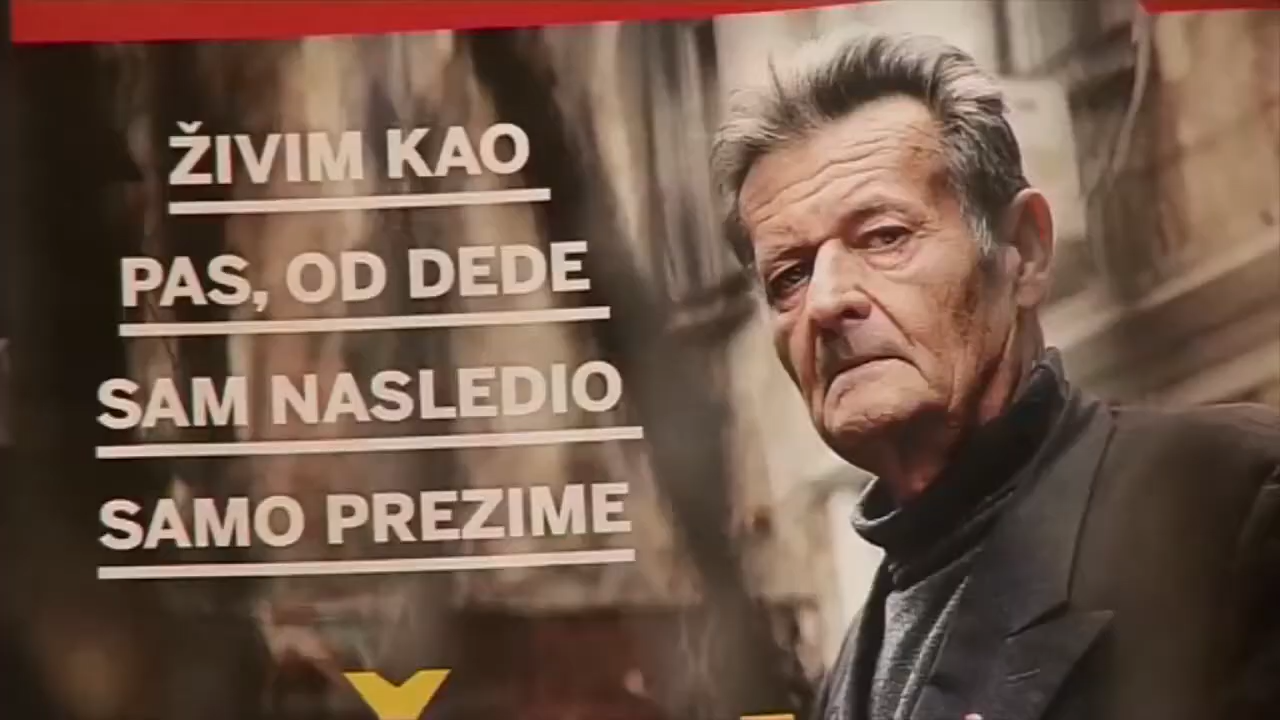 ŽIVIM KAO
PAS, OD DEDE
SAM NASLEDIO
SAMO PREZIME